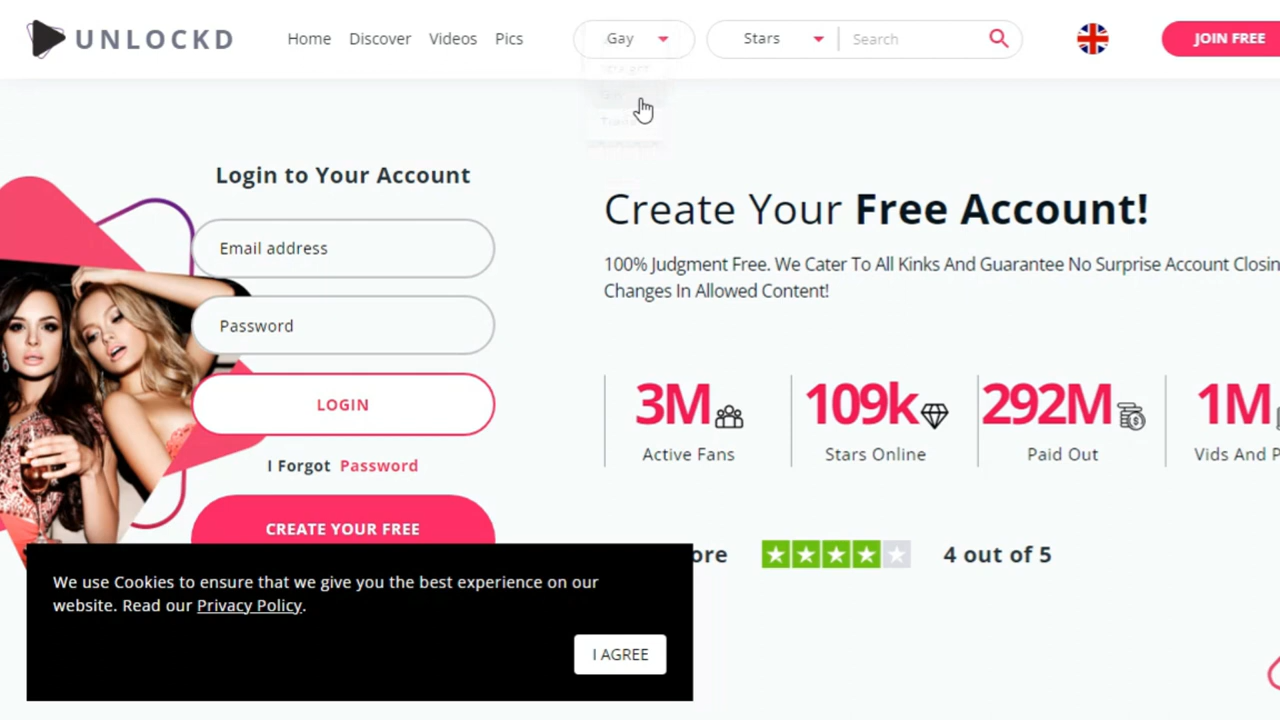 UNLOCKD
Home Discover Videos Pics
Gay
Stars
Search
JOIN FREE
Login to Your Account
Email address
Password
LOGIN
I Forgot Password
CREATE YOUR FREE
Create Your Free Account!
100% Judgment Free. We Cater To All Kinks And Guarantee No Surprise Account Closin
Changes In Allowed Content!
3M 109k 292M 1M
Active Fans Stars Online Paid Out Vids And P
ore 4 out of 5
We use Cookies to ensure that we give you the best experience on our
website. Read our Privacy Policy.
I AGREE